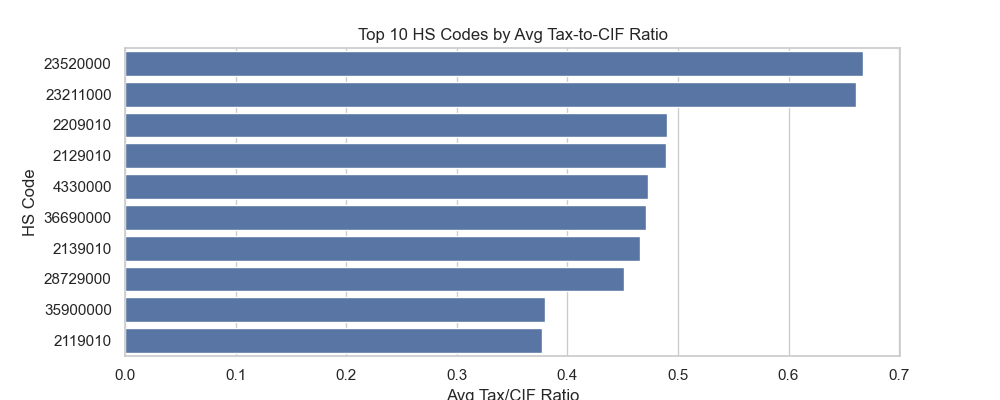 Top 10 HS Codes by Avg Tax-to-CIF Ratio
HS Code
23520000
23211000
2209010
2129010
4330000
36690000
2139010
28729000
35900000
2119010
0.0 0.1 0.2 0.3 0.4 0.5 0.6 0.7
Avg Tax/CIF Ratio